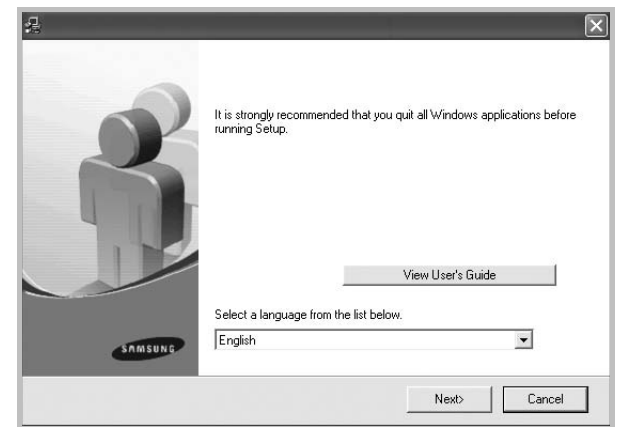 It is strongly recommended that you quit all Windows applications before
running Setup.
View User's Guide
Select a language from the list below.
English
SAMSUNG
Next>
Cancel